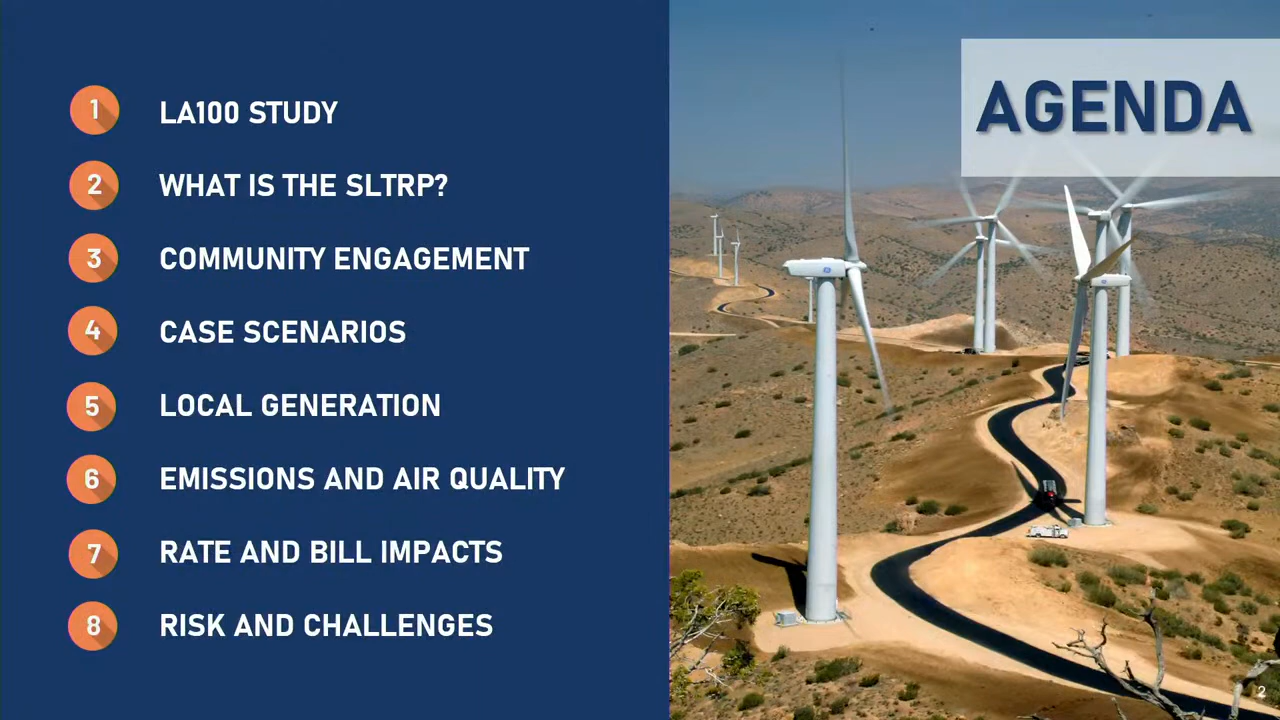 AGENDA
1 LA100 STUDY
2 WHAT IS THE SLTRP?
3 COMMUNITY ENGAGEMENT
4 CASE SCENARIOS
5 LOCAL GENERATION
6 EMISSIONS AND AIR QUALITY
7 RATE AND BILL IMPACTS
8 RISK AND CHALLENGES
2